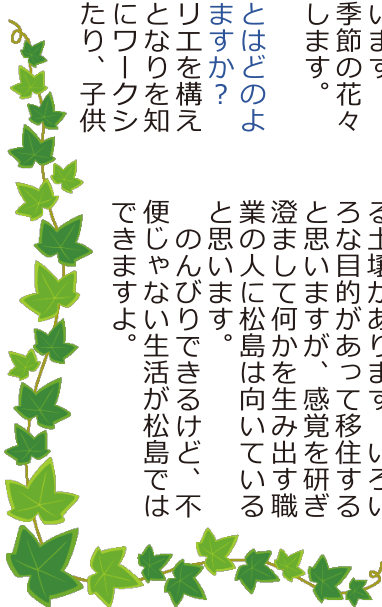 います
季節の花々
します。
とはどのよ
ますか？
リエを構え
となりを知
にワークシ
たり、子供
る土壌があります　いろい
ろな目的があって移住する
と思いますが、感覚を研ぎ
澄まして何かを生み出す職
業の人に松島は向いている
と思います。
のんびりできるけど、不
便じゃない生活が松島では
できますよ。